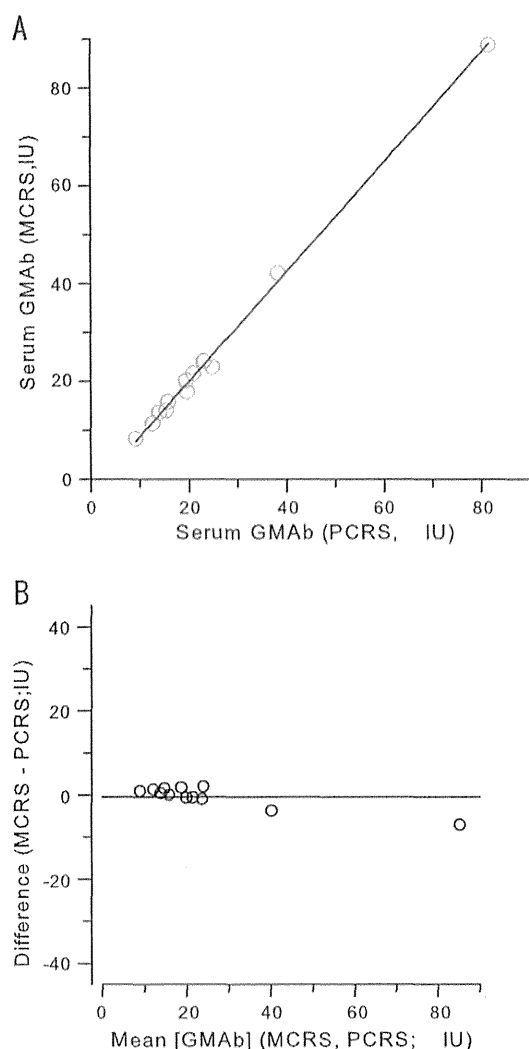 A
80
60
40
20
0
Serum GMAb (MCRS,IU)
0 20 40 60 80
Serum GMAb (PCRS, IU)
B
40
20
0
-20
-40
Difference (MCRS - PCRS;IU)
0 20 40 60 80
Mean [GMAb] (MCRS, PCRS; IU)